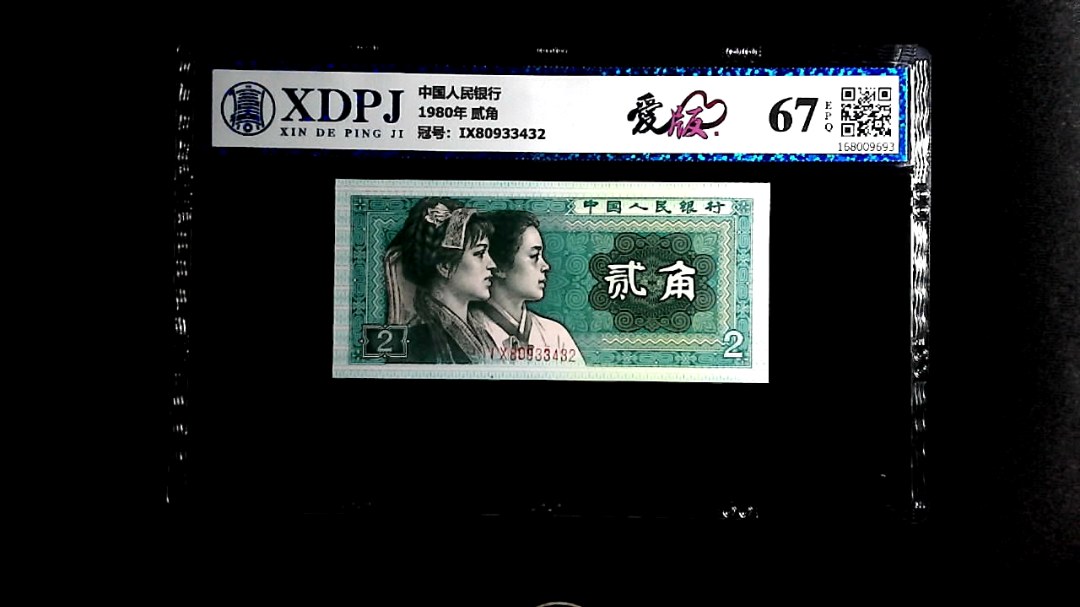 XDPJ
XIN DE PING JI
中国人民银行
1980年 贰角
冠号：IX80933432
爱版
67 EPQ
168009693
中国人民银行
贰角
2
2
IX80933432